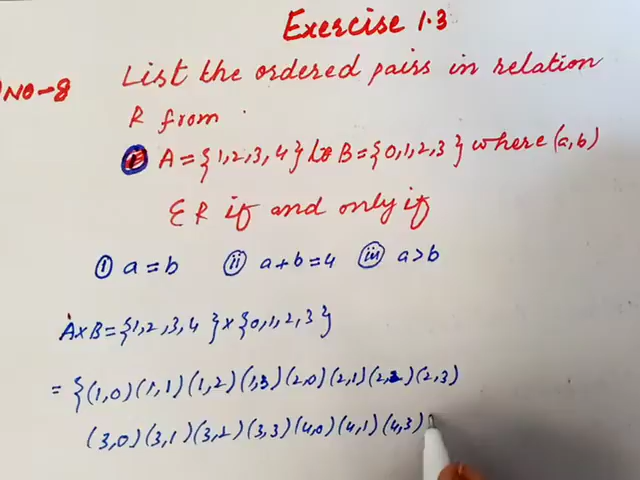 Exercise 1.3
NO-8 List the ordered pairs in relation
R from
(i) A = {1,2,3,4} to B = {0,1,2,3} where (a,b)
∈ R if and only if
(i) a=b (ii) a+b=4 (iii) a>b
A×B = {1,2,3,4 } × {0,1,2,3}
= {(1,0)(1,1)(1,2)(1,3)(2,0)(2,1)(2,2)(2,3)
(3,0)(3,1)(3,2)(3,3)(4,0)(4,1)(4,3)